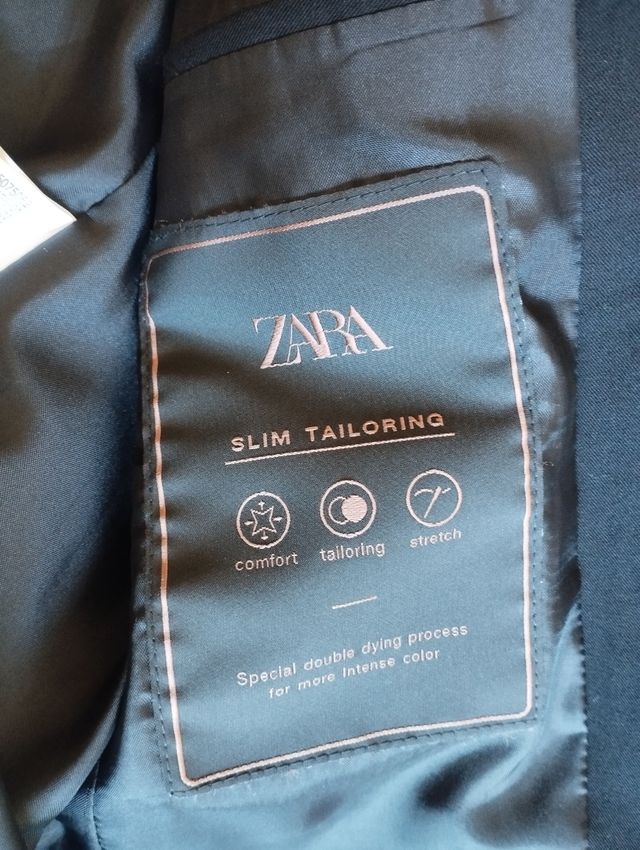 ZARA
SLIM TAILORING
comfort tailoring stretch
Special double dying process
for more Intense color